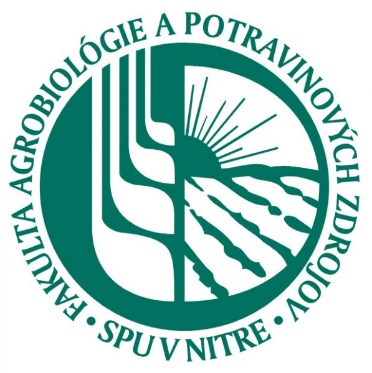 FAKULTA AGROBIOLÓGIE A POTRAVINOVÝCH ZDROJOV
• SPU V NITRE •